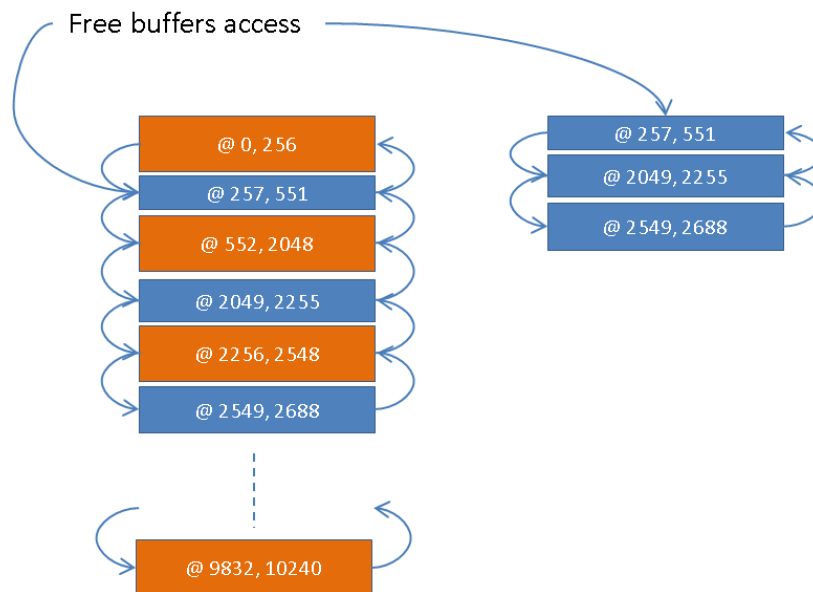 Free buffers access
@ 0, 256
@ 257, 551
@ 552, 2048
@ 2049, 2255
@ 2256, 2548
@ 2549, 2688
@ 9832, 10240
@ 257, 551
@ 2049, 2255
@ 2549, 2688